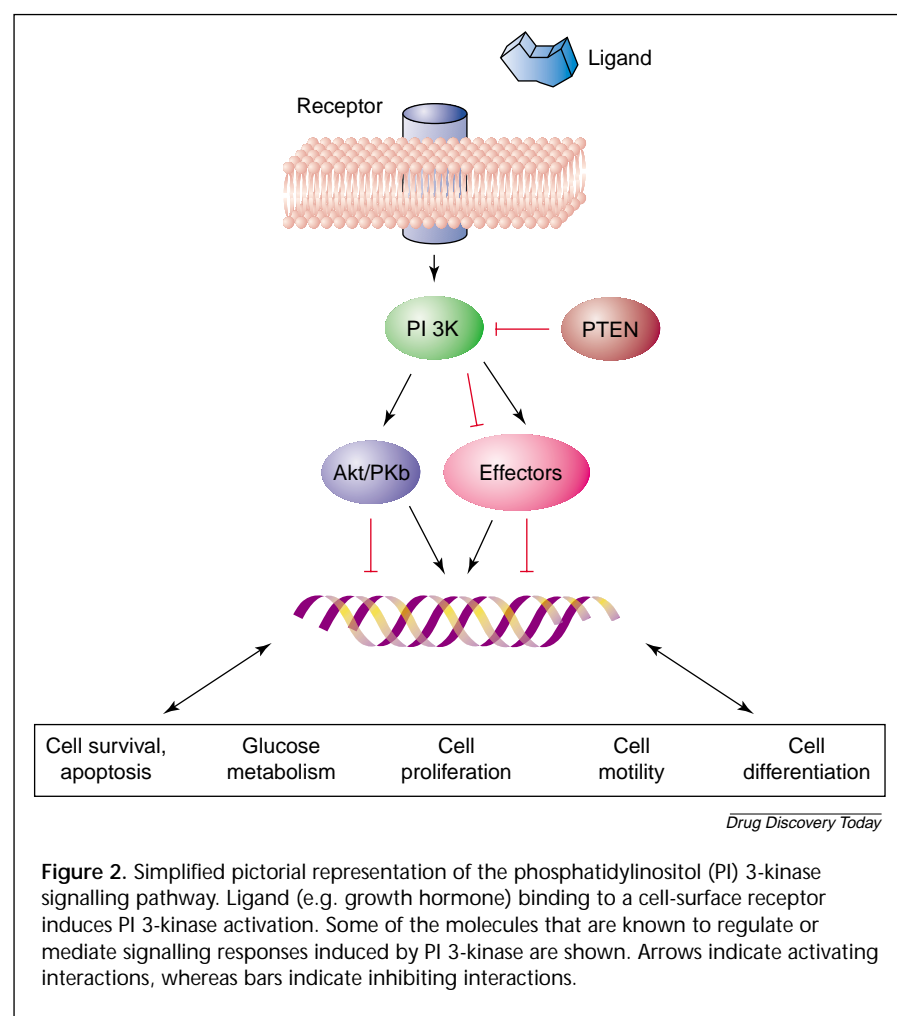 Ligand
Receptor
PI 3K
PTEN
Akt/PKb
Effectors
Cell survival,
apoptosis
Glucose
metabolism
Cell
proliferation
Cell
motility
Cell
differentiation
Drug Discovery Today
Figure 2. Simplified pictorial representation of the phosphatidylinositol (PI) 3-kinase
signalling pathway. Ligand (e.g. growth hormone) binding to a cell-surface receptor
induces PI 3-kinase activation. Some of the molecules that are known to regulate or
mediate signalling responses induced by PI 3-kinase are shown. Arrows indicate activating
interactions, whereas bars indicate inhibiting interactions.